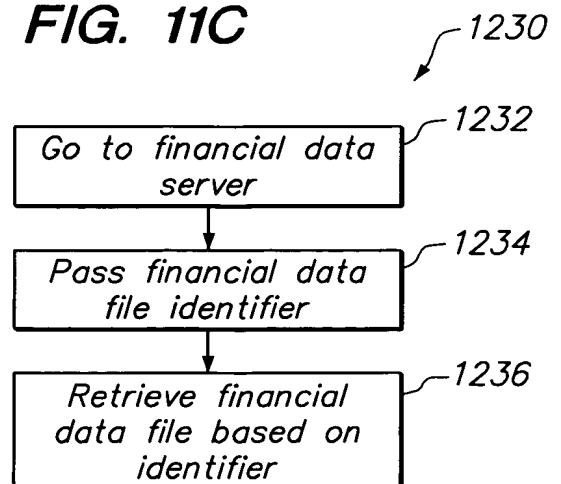 FIG. 11C
1230
1232
Go to financial data
server
1234
Pass financial data
file identifier
1236
Retrieve financial
data file based on
identifier